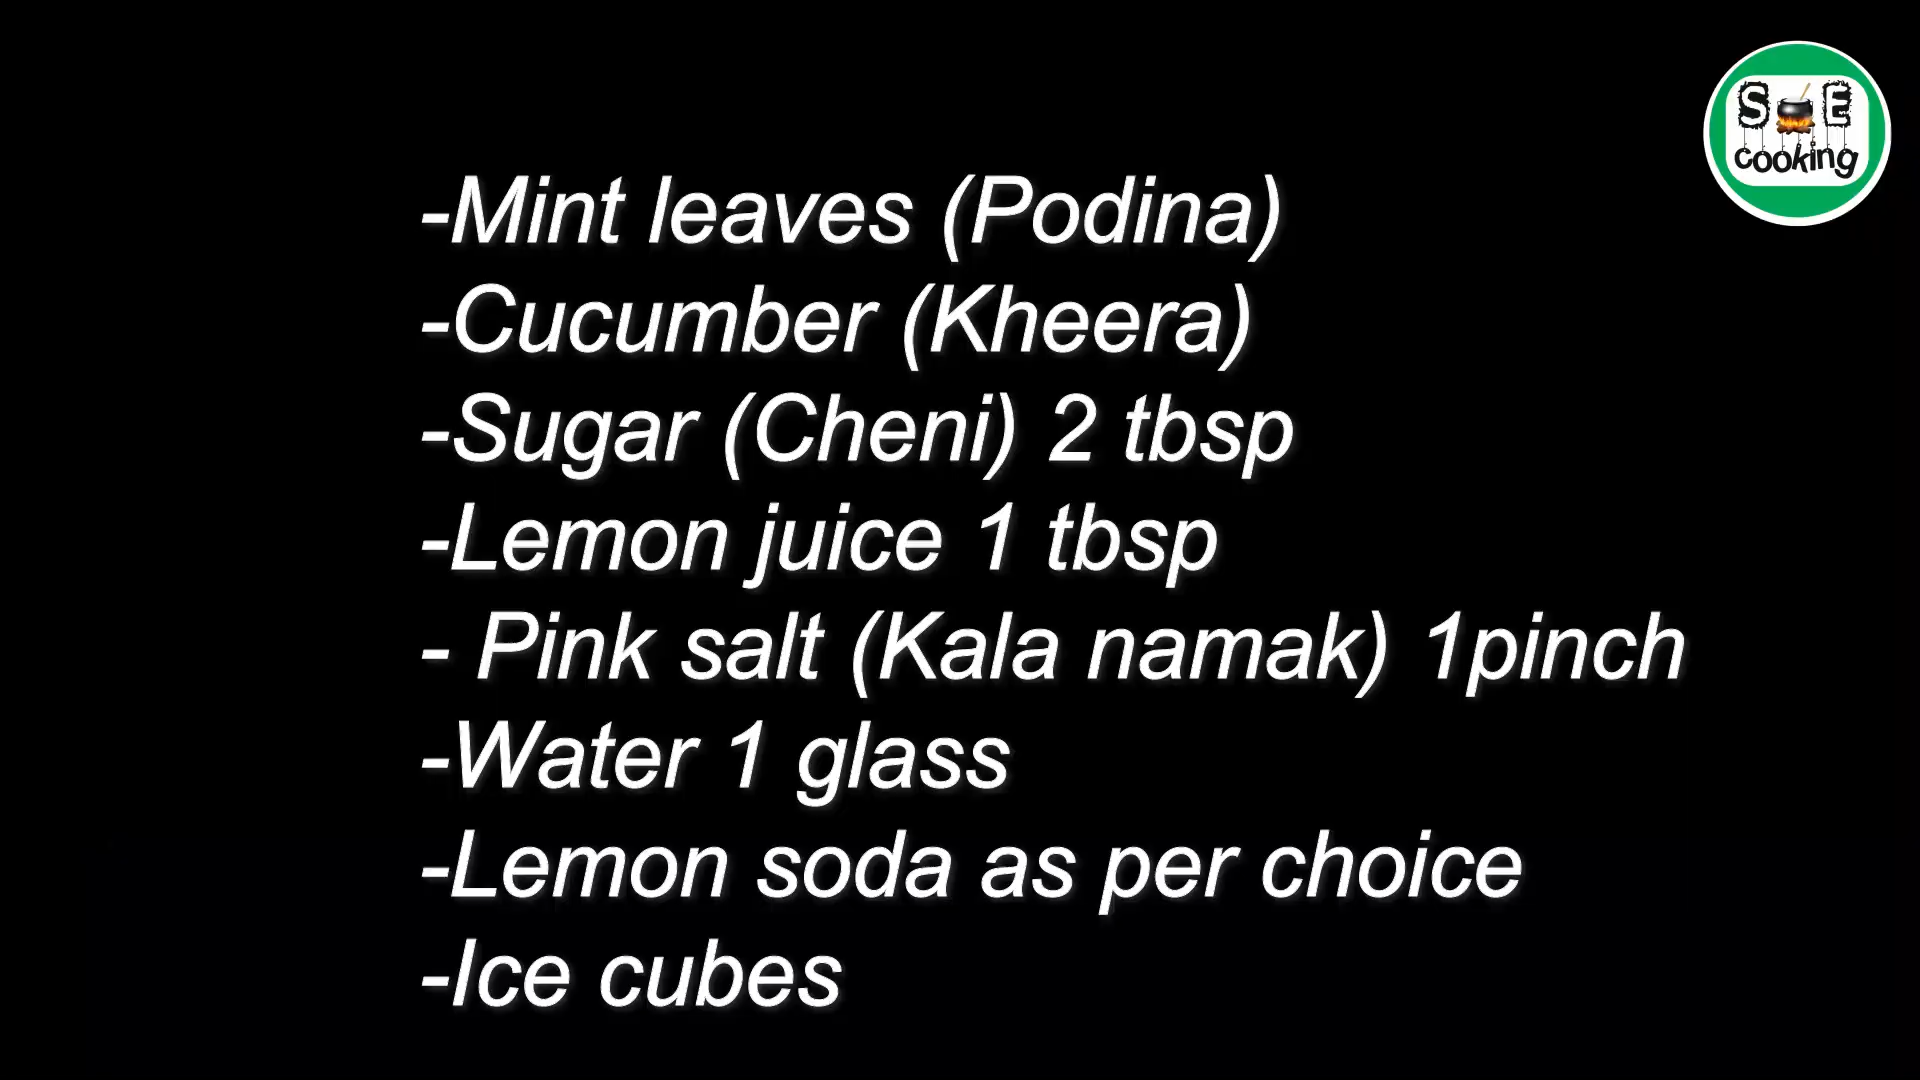 S E
cooking
-Mint leaves (Podina)
-Cucumber (Kheera)
-Sugar (Cheni) 2 tbsp
-Lemon juice 1 tbsp
- Pink salt (Kala namak) 1pinch
-Water 1 glass
-Lemon soda as per choice
-Ice cubes